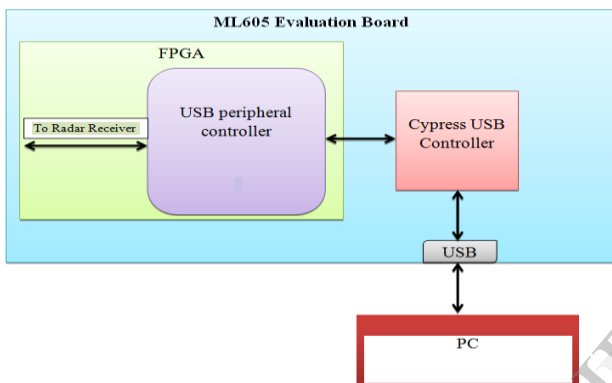 ML605 Evaluation Board
FPGA
USB peripheral
controller
To Radar Receiver
Cypress USB
Controller
USB
PC